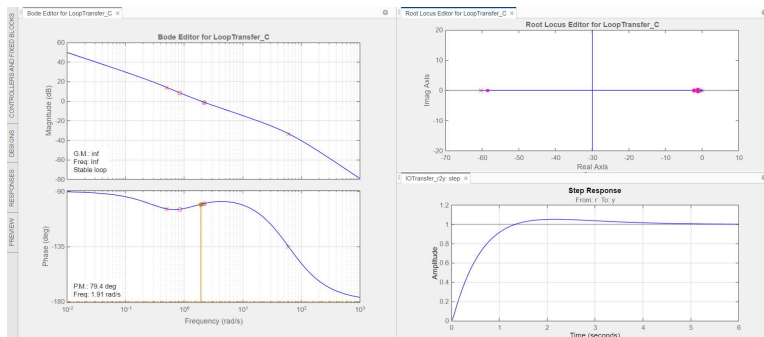 Bode Editor for LoopTransfer_C ×
Bode Editor for LoopTransfer_C
60
40
20
0
-20
-40
-60
-80
Magnitude (dB)
G.M.: inf
Freq: Inf
Stable loop
-90
-135
-180
Phase (deg)
P.M.: 79.4 deg
Freq: 1.91 rad/s
10-2
10-1
100
101
102
103
Frequency (rad/s)
CONTROLLERS AND FIXED BLOCKS
DESIGNS
RESPONSES
PREVIEW
Root Locus Editor for LoopTransfer_C ×
Root Locus Editor for LoopTransfer_C
20
10
0
-10
-20
Imag Axis
-70 -60 -50 -40 -30 -20 -10 0 10
Real Axis
IOTransfer_r2y: step ×
Step Response
From: r To: y
1.2
1
0.8
0.6
0.4
0.2
0
Amplitude
0 1 2 3 4 5 6
Time (seconds)